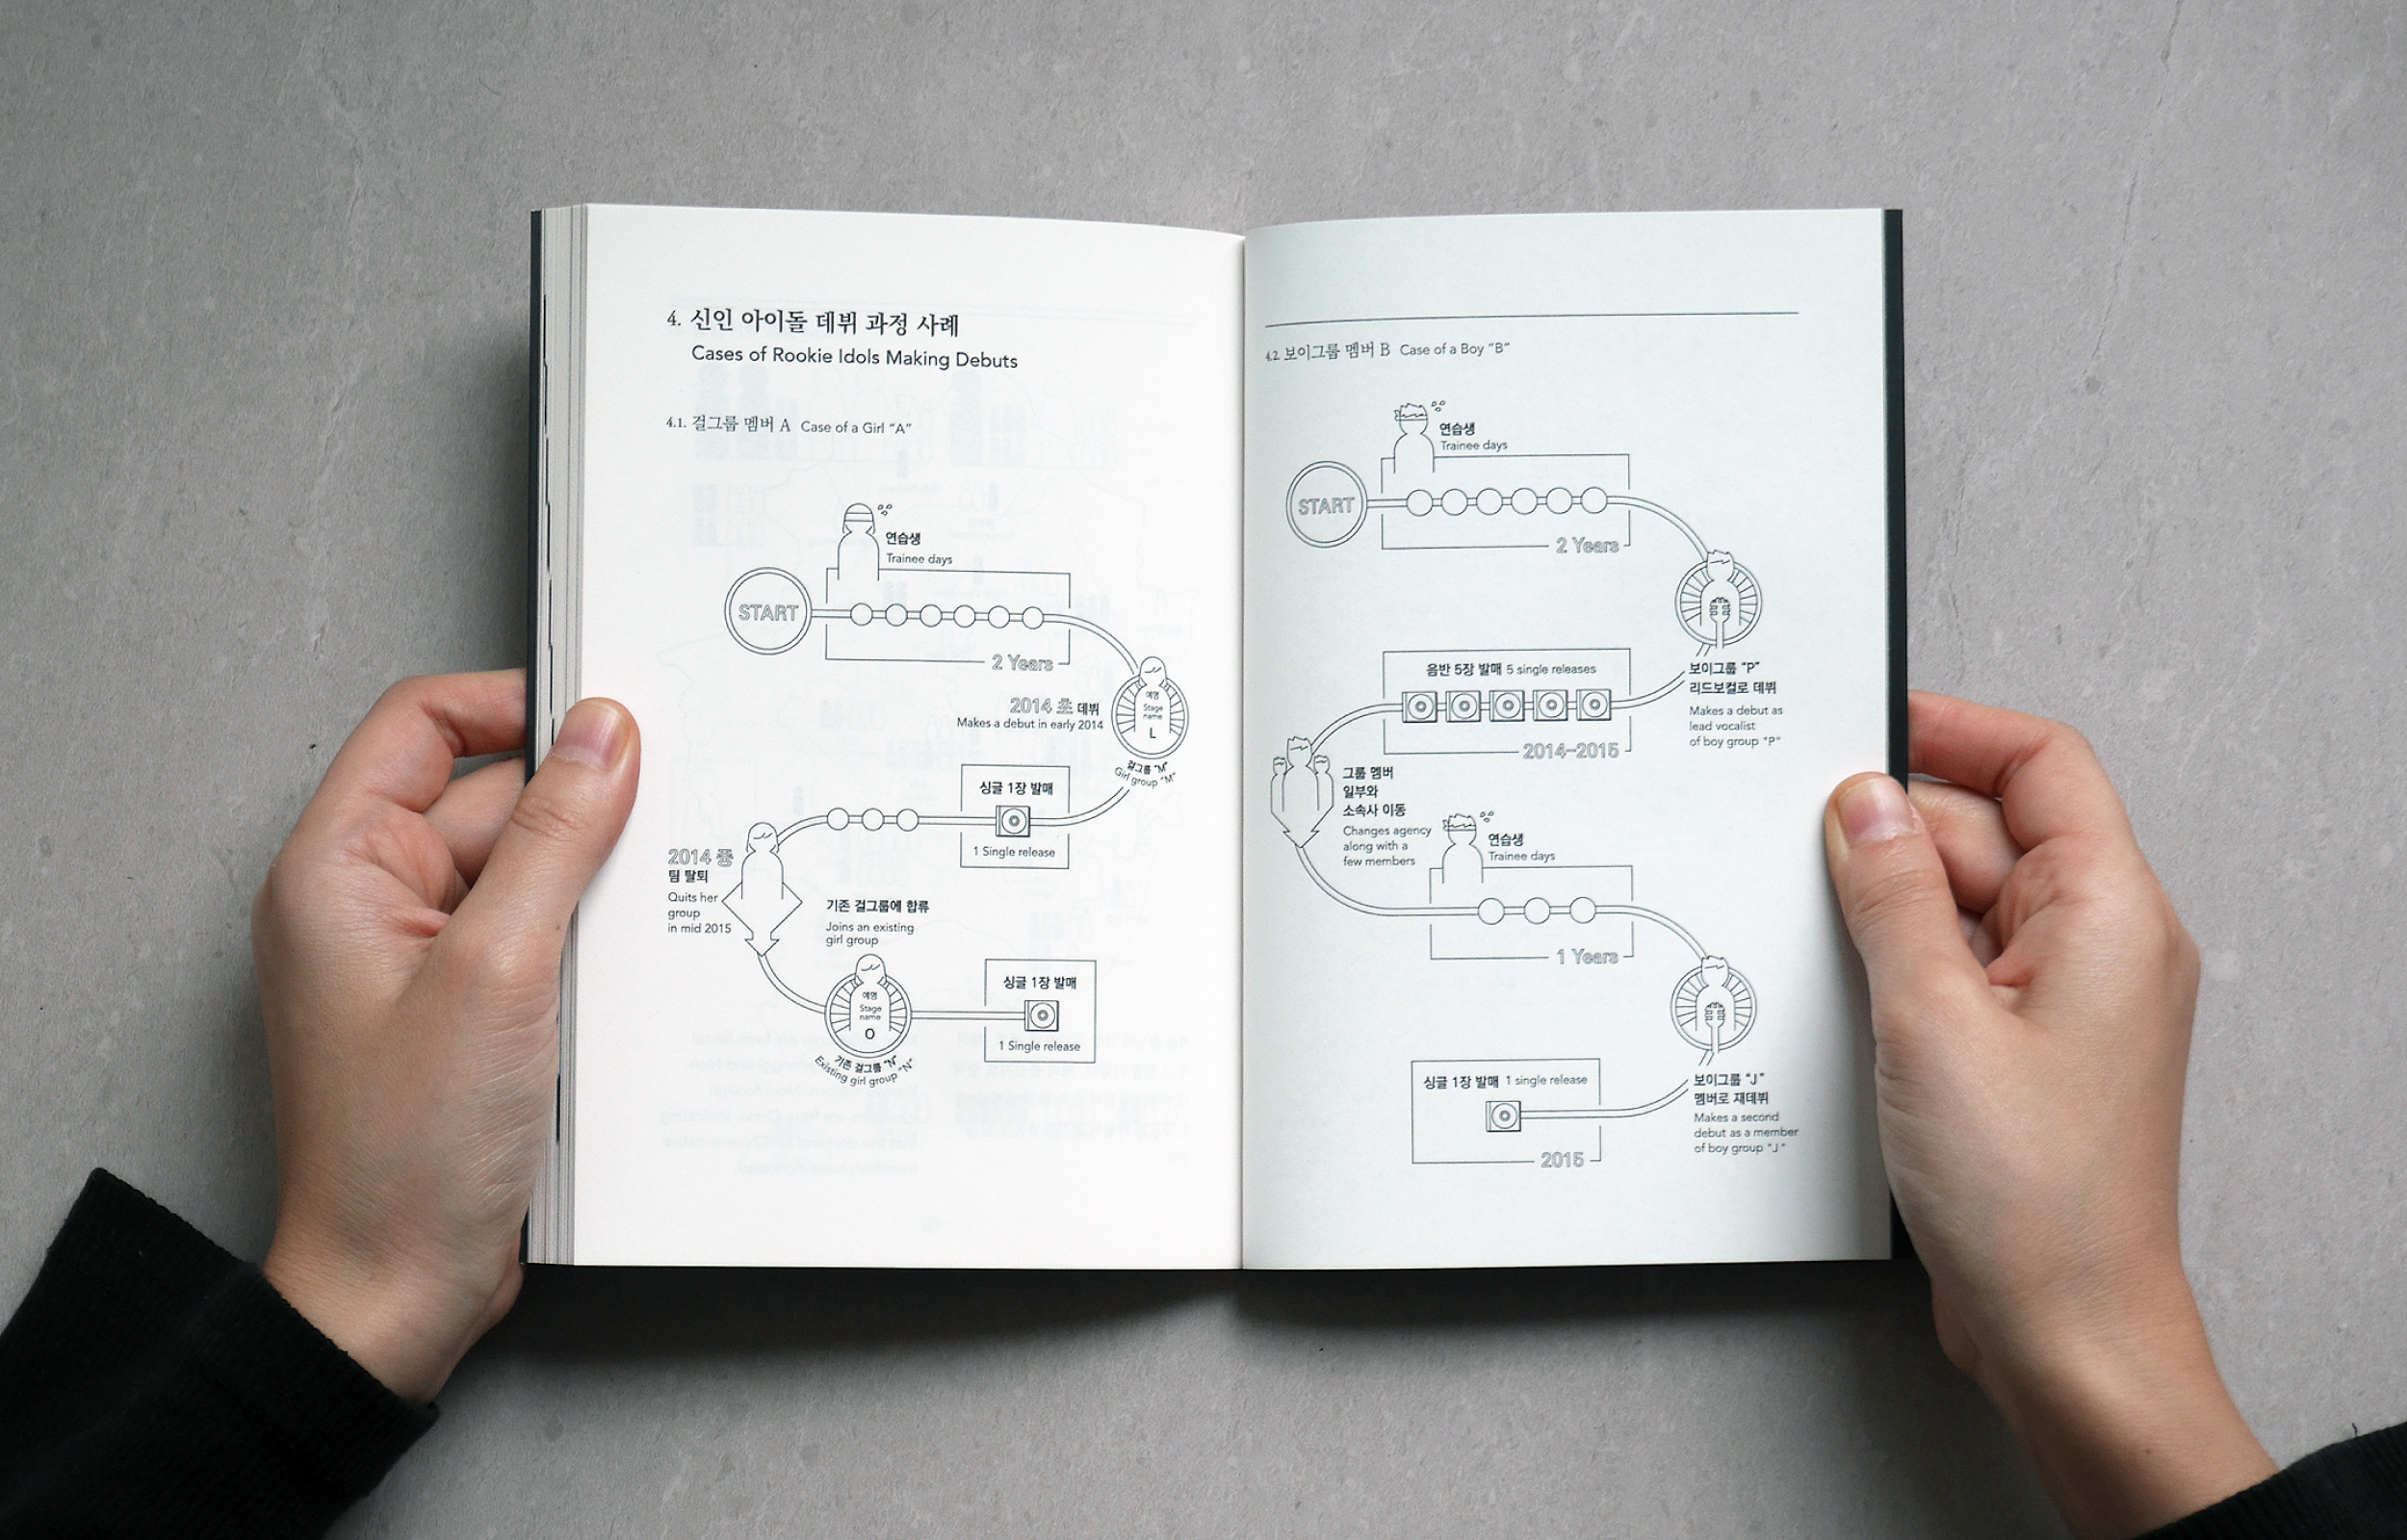 4. 신인 아이돌 데뷔 과정 사례
Cases of Rookie Idols Making Debuts
4.1. 걸그룹 멤버 A Case of a Girl “A”
연습생
Trainee days
START
2 Years
2014 초 데뷔
Makes a debut in early 2014
예명
Stage
name
L
걸그룹 “M”
Girl group “M”
싱글 1장 발매
1 Single release
2014 중
팀 탈퇴
Quits her
group
in mid 2015
기존 걸그룹에 합류
Joins an existing
girl group
예명
Stage
name
O
기존 걸그룹 “N”
Existing girl group “N”
싱글 1장 발매
1 Single release
4.2. 보이그룹 멤버 B Case of a Boy “B”
연습생
Trainee days
START
2 Years
보이그룹 “P”
리드보컬로 데뷔
Makes a debut as
lead vocalist
of boy group “P”
음반 5장 발매 5 single releases
2014–2015
그룹 멤버
일부와
소속사 이동
Changes agency
along with a
few members
연습생
Trainee days
1 Years
보이그룹 “J”
멤버로 재데뷔
Makes a second
debut as a member
of boy group “J”
싱글 1장 발매 1 single release
2015